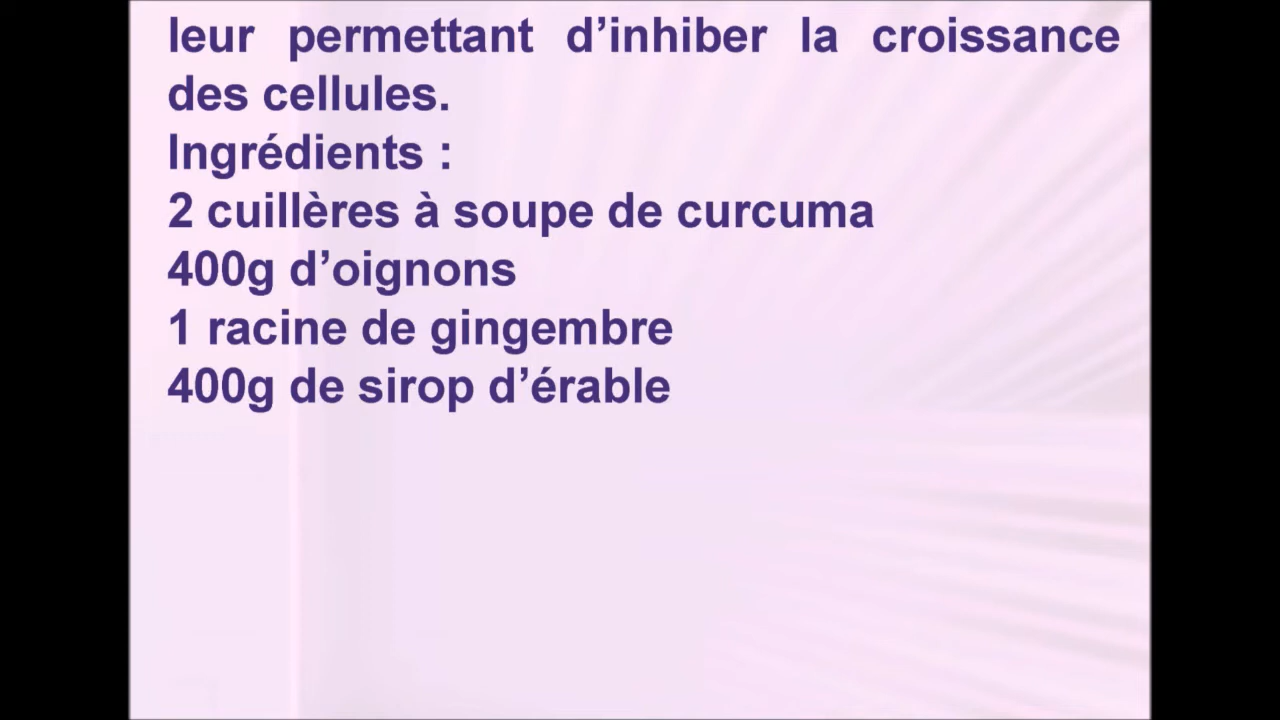 leur permettant d’inhiber la croissance
des cellules.
Ingrédients :
2 cuillères à soupe de curcuma
400g d’oignons
1 racine de gingembre
400g de sirop d’érable